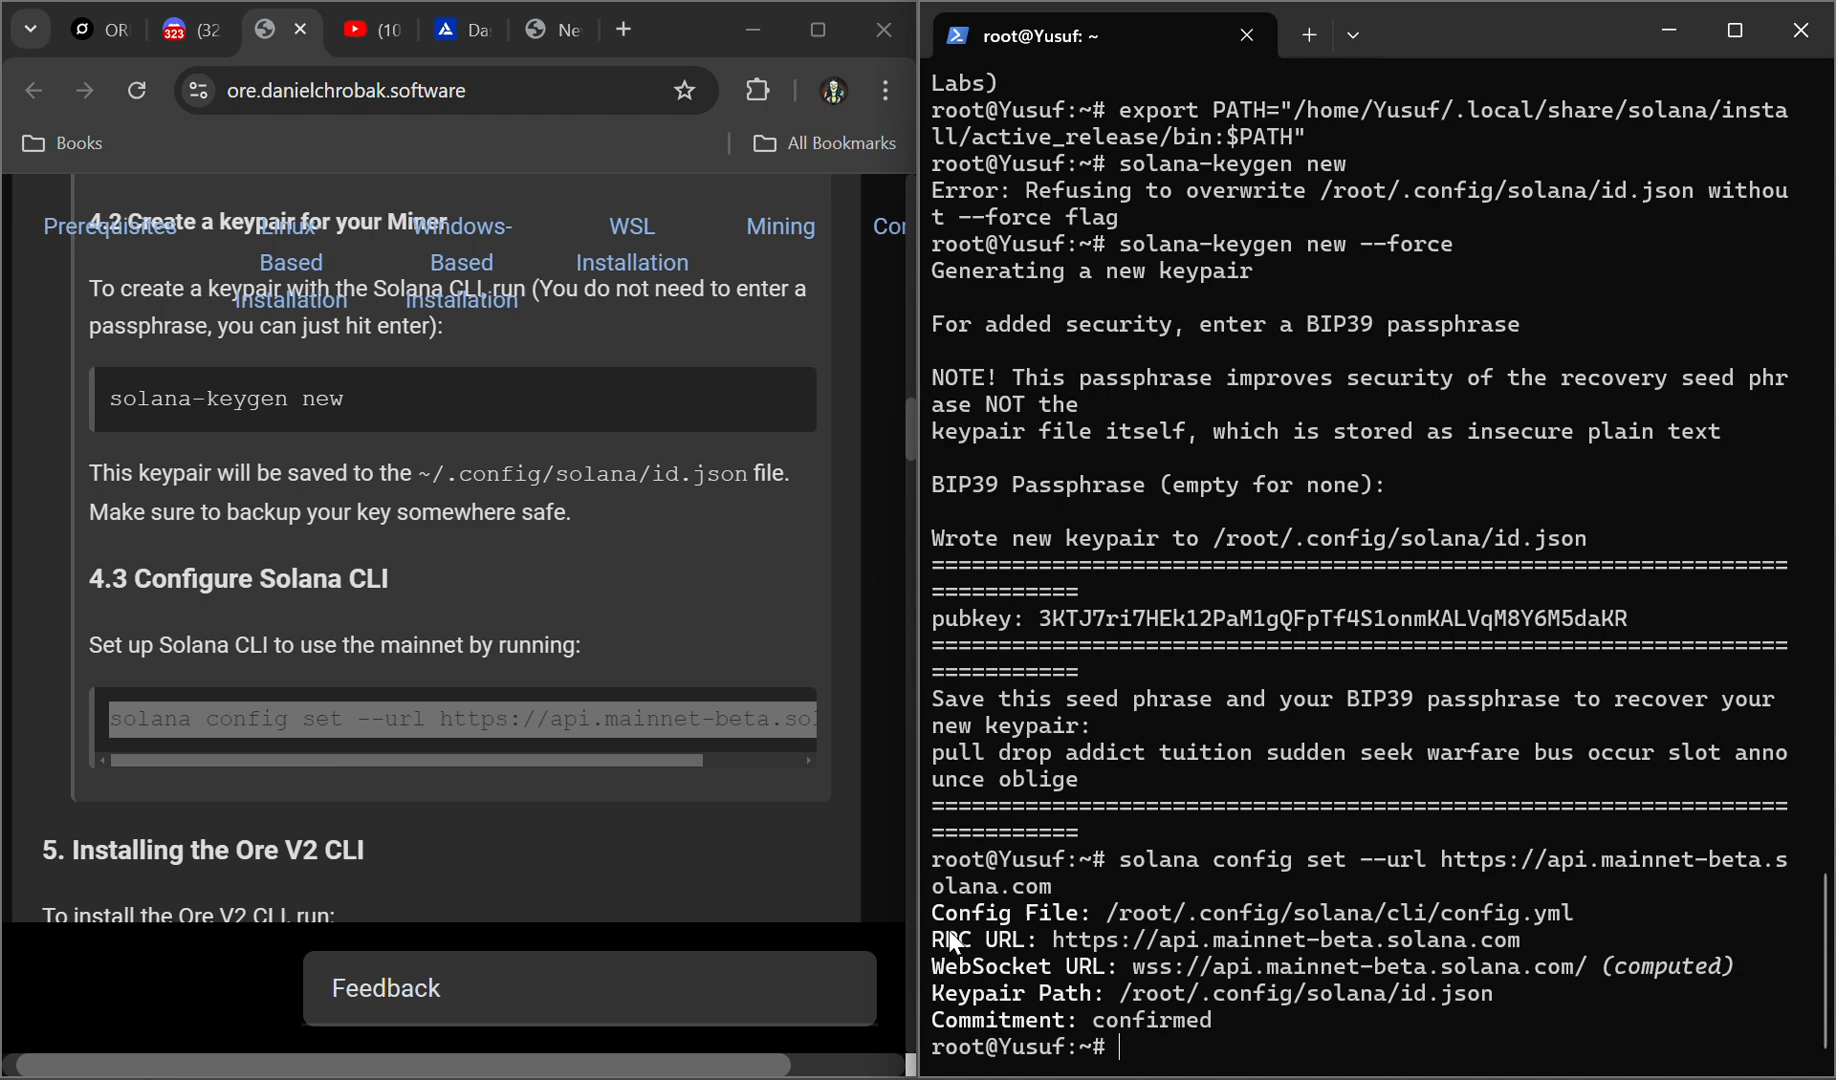 OR
323
(32
(10
Da
Ne
ore.danielchrobak.software
Books
All Bookmarks
4.2 Create a keypair for your Miner
Prerequisites
Linux-
Based
Installation
Windows-
Based
Installation
WSL
Installation
Mining
Cor
To create a keypair with the Solana CLI, run (You do not need to enter a
passphrase, you can just hit enter):
solana-keygen new
This keypair will be saved to the ~/.config/solana/id.json file.
Make sure to backup your key somewhere safe.
4.3 Configure Solana CLI
Set up Solana CLI to use the mainnet by running:
solana config set --url https://api.mainnet-beta.sol
5. Installing the Ore V2 CLI
To install the Ore V2 CLI, run:
Feedback
root@Yusuf: ~
Labs)
root@Yusuf:~# export PATH="/home/Yusuf/.local/share/solana/insta
ll/active_release/bin:$PATH"
root@Yusuf:~# solana-keygen new
Error: Refusing to overwrite /root/.config/solana/id.json withou
t --force flag
root@Yusuf:~# solana-keygen new --force
Generating a new keypair
For added security, enter a BIP39 passphrase
NOTE! This passphrase improves security of the recovery seed phr
ase NOT the
keypair file itself, which is stored as insecure plain text
BIP39 Passphrase (empty for none):
Wrote new keypair to /root/.config/solana/id.json
================================================================
===========
pubkey: 3KTJ7ri7HEk12PaM1gQFpTf4S1onmKALVqM8Y6M5daKR
================================================================
===========
Save this seed phrase and your BIP39 passphrase to recover your
new keypair:
pull drop addict tuition sudden seek warfare bus occur slot anno
unce oblige
================================================================
===========
root@Yusuf:~# solana config set --url https://api.mainnet-beta.s
olana.com
Config File: /root/.config/solana/cli/config.yml
RPC URL: https://api.mainnet-beta.solana.com
WebSocket URL: wss://api.mainnet-beta.solana.com/ (computed)
Keypair Path: /root/.config/solana/id.json
Commitment: confirmed
root@Yusuf:~#